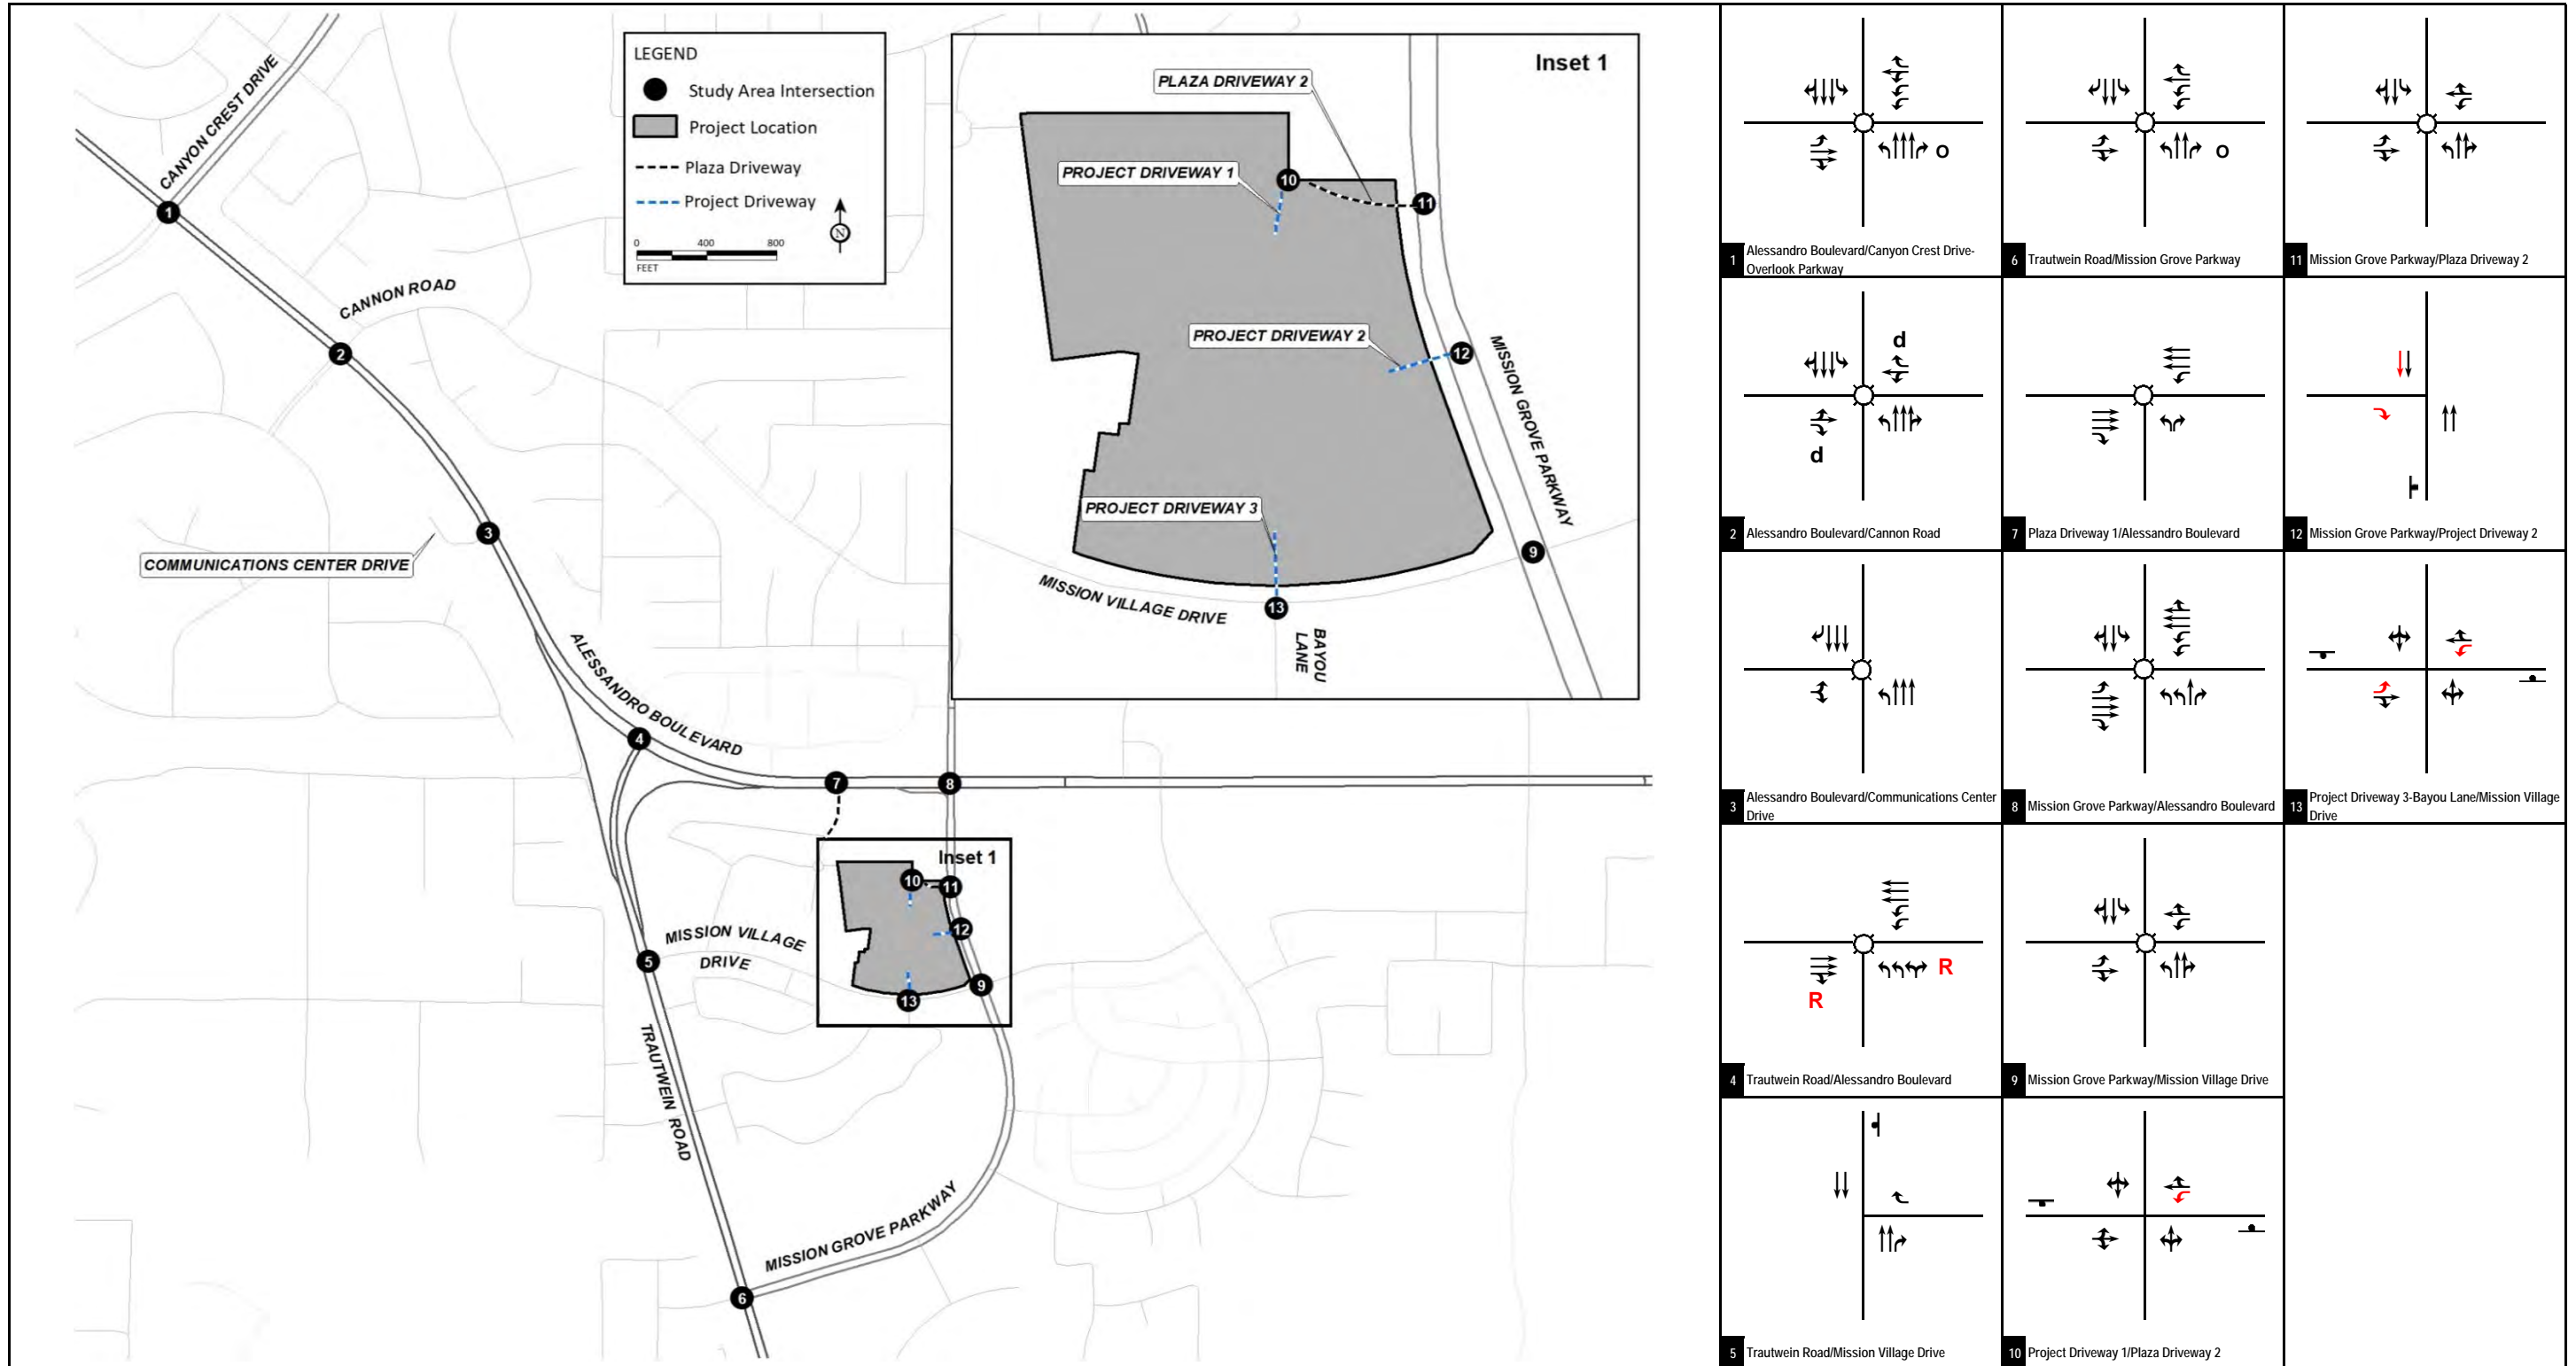 CANYON CREST DRIVE
1
CANNON ROAD
2
3
COMMUNICATIONS CENTER DRIVE
ALESSANDRO BOULEVARD
4
7
8
Inset 1
10
11
12
9
13
MISSION VILLAGE
DRIVE
5
TRAUTWEIN ROAD
MISSION GROVE PARKWAY
6
LEGEND
Study Area Intersection
Project Location
Plaza Driveway
Project Driveway
N
0 400 800
FEET
Inset 1
PLAZA DRIVEWAY 2
PROJECT DRIVEWAY 1
10
11
PROJECT DRIVEWAY 2
12
MISSION GROVE PARKWAY
PROJECT DRIVEWAY 3
9
MISSION VILLAGE DRIVE
13
BAYOU
LANE
O
1 Alessandro Boulevard/Canyon Crest Drive-
Overlook Parkway
O
6 Trautwein Road/Mission Grove Parkway
11 Mission Grove Parkway/Plaza Driveway 2
d
d
2 Alessandro Boulevard/Cannon Road
7 Plaza Driveway 1/Alessandro Boulevard
12 Mission Grove Parkway/Project Driveway 2
3 Alessandro Boulevard/Communications Center
Drive
8 Mission Grove Parkway/Alessandro Boulevard
13 Project Driveway 3-Bayou Lane/Mission Village
Drive
R
R
4 Trautwein Road/Alessandro Boulevard
9 Mission Grove Parkway/Mission Village Drive
5 Trautwein Road/Mission Village Drive
10 Project Driveway 1/Plaza Driveway 2